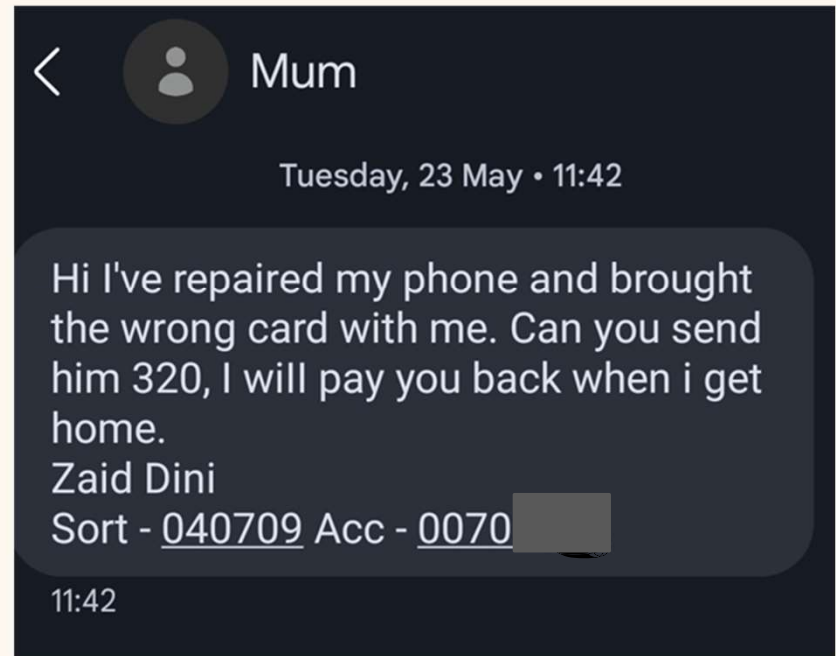 Mum
Tuesday, 23 May • 11:42
Hi I've repaired my phone and brought
the wrong card with me. Can you send
him 320, I will pay you back when i get
home.
Zaid Dini
Sort - 040709 Acc - 0070
11:42